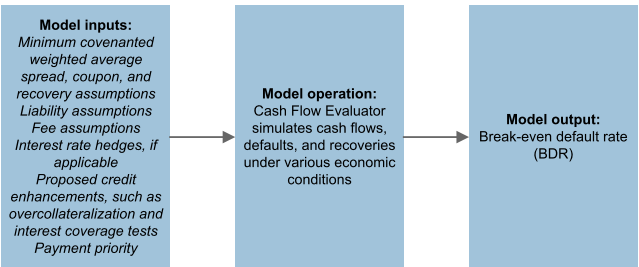 Model inputs:
Minimum covenanted
weighted average
spread, coupon, and
recovery assumptions
Liability assumptions
Fee assumptions
Interest rate hedges, if
applicable
Proposed credit
enhancements, such as
overcollateralization and
interest coverage tests
Payment priority
Model operation:
Cash Flow Evaluator
simulates cash flows,
defaults, and recoveries
under various economic
conditions
Model output:
Break-even default rate
(BDR)